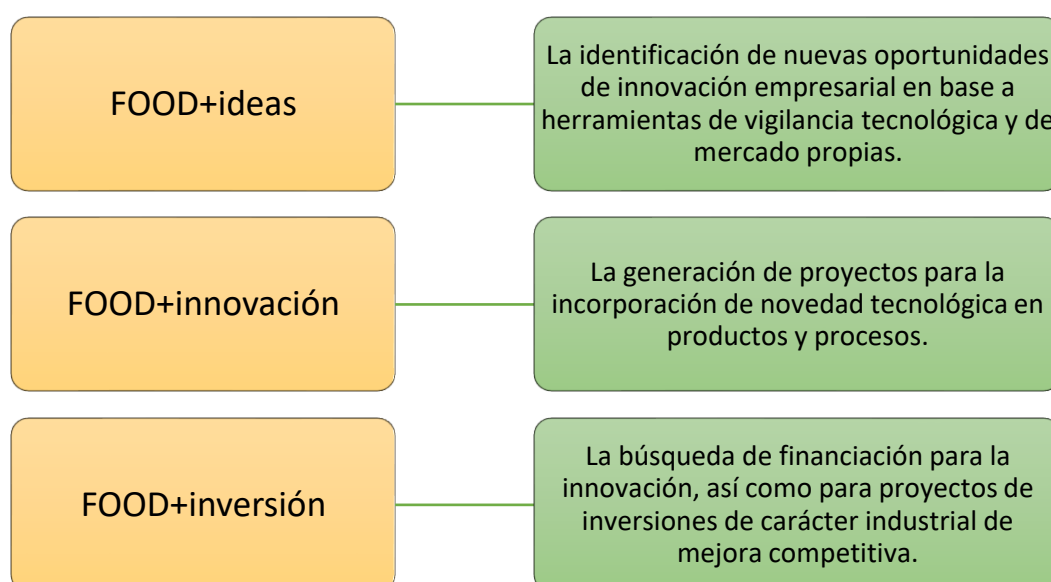 FOOD+ideas
La identificación de nuevas oportunidades
de innovación empresarial en base a
herramientas de vigilancia tecnológica y de
mercado propias.
FOOD+innovación
La generación de proyectos para la
incorporación de novedad tecnológica en
productos y procesos.
FOOD+inversión
La búsqueda de financiación para la
innovación, así como para proyectos de
inversiones de carácter industrial de
mejora competitiva.